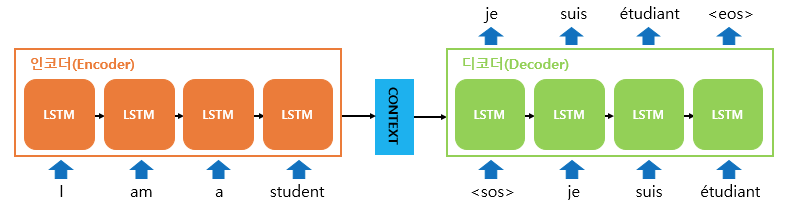 je suis étudiant <eos>
인코더(Encoder)
디코더(Decoder)
LSTM LSTM LSTM LSTM
CONTEXT
LSTM LSTM LSTM LSTM
I am a student
<sos> je suis étudiant